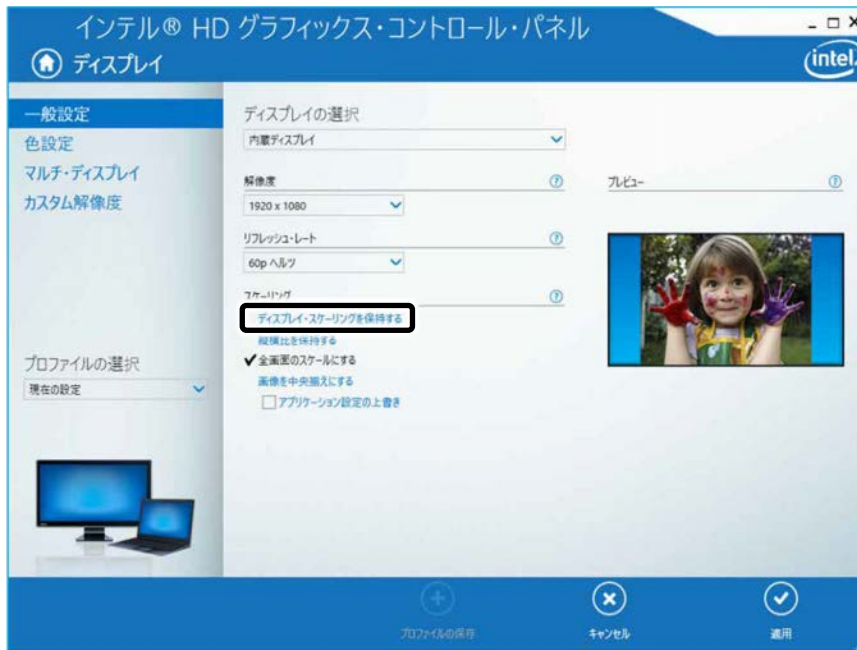 インテル® HD グラフィックス・コントロール・パネル
ディスプレイ
intel
一般設定
色設定
マルチ・ディスプレイ
カスタム解像度
プロファイルの選択
現在の設定
ディスプレイの選択
内蔵ディスプレイ
解像度
1920 x 1080
リフレッシュ・レート
60p ヘルツ
スケーリング
ディスプレイ・スケーリングを保持する
縦横比を保持する
全画面のスケールにする
画像を中央揃えにする
アプリケーション設定の上書き
プレビュー
プロファイルの保存
キャンセル
適用